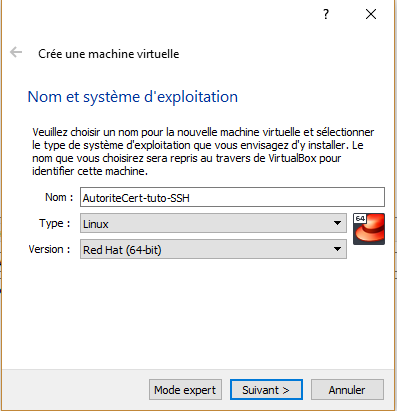 ?
Crée une machine virtuelle
Nom et système d'exploitation
Veuillez choisir un nom pour la nouvelle machine virtuelle et sélectionner
le type de système d'exploitation que vous envisagez d'y installer. Le
nom que vous choisirez sera repris au travers de VirtualBox pour
identifier cette machine.
Nom : AutoriteCert-tuto-SSH
Type : Linux
64
Version : Red Hat (64-bit)
Mode expert Suivant > Annuler